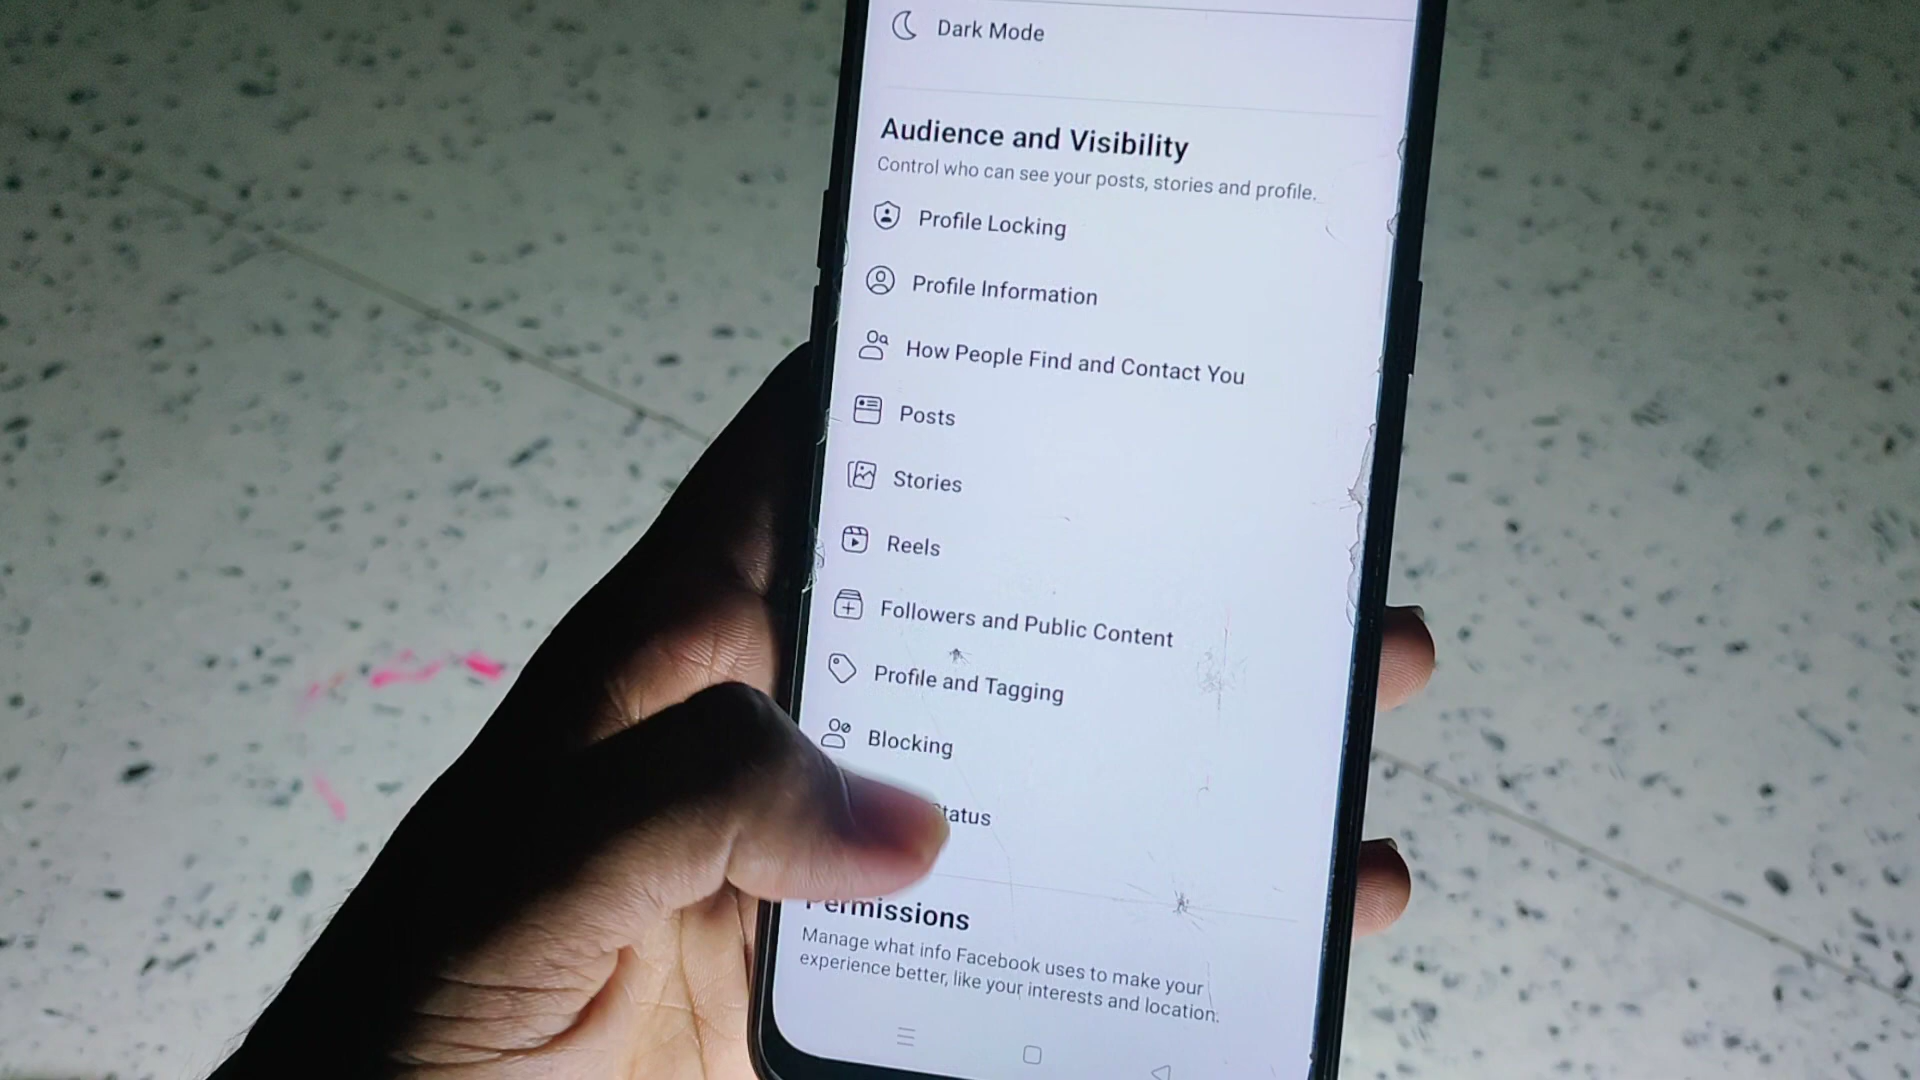 Dark Mode
Audience and Visibility
Control who can see your posts, stories and profile.
Profile Locking
Profile Information
How People Find and Contact You
Posts
Stories
Reels
Followers and Public Content
Profile and Tagging
Blocking
Status
Permissions
Manage what info Facebook uses to make your
experience better, like your interests and location.